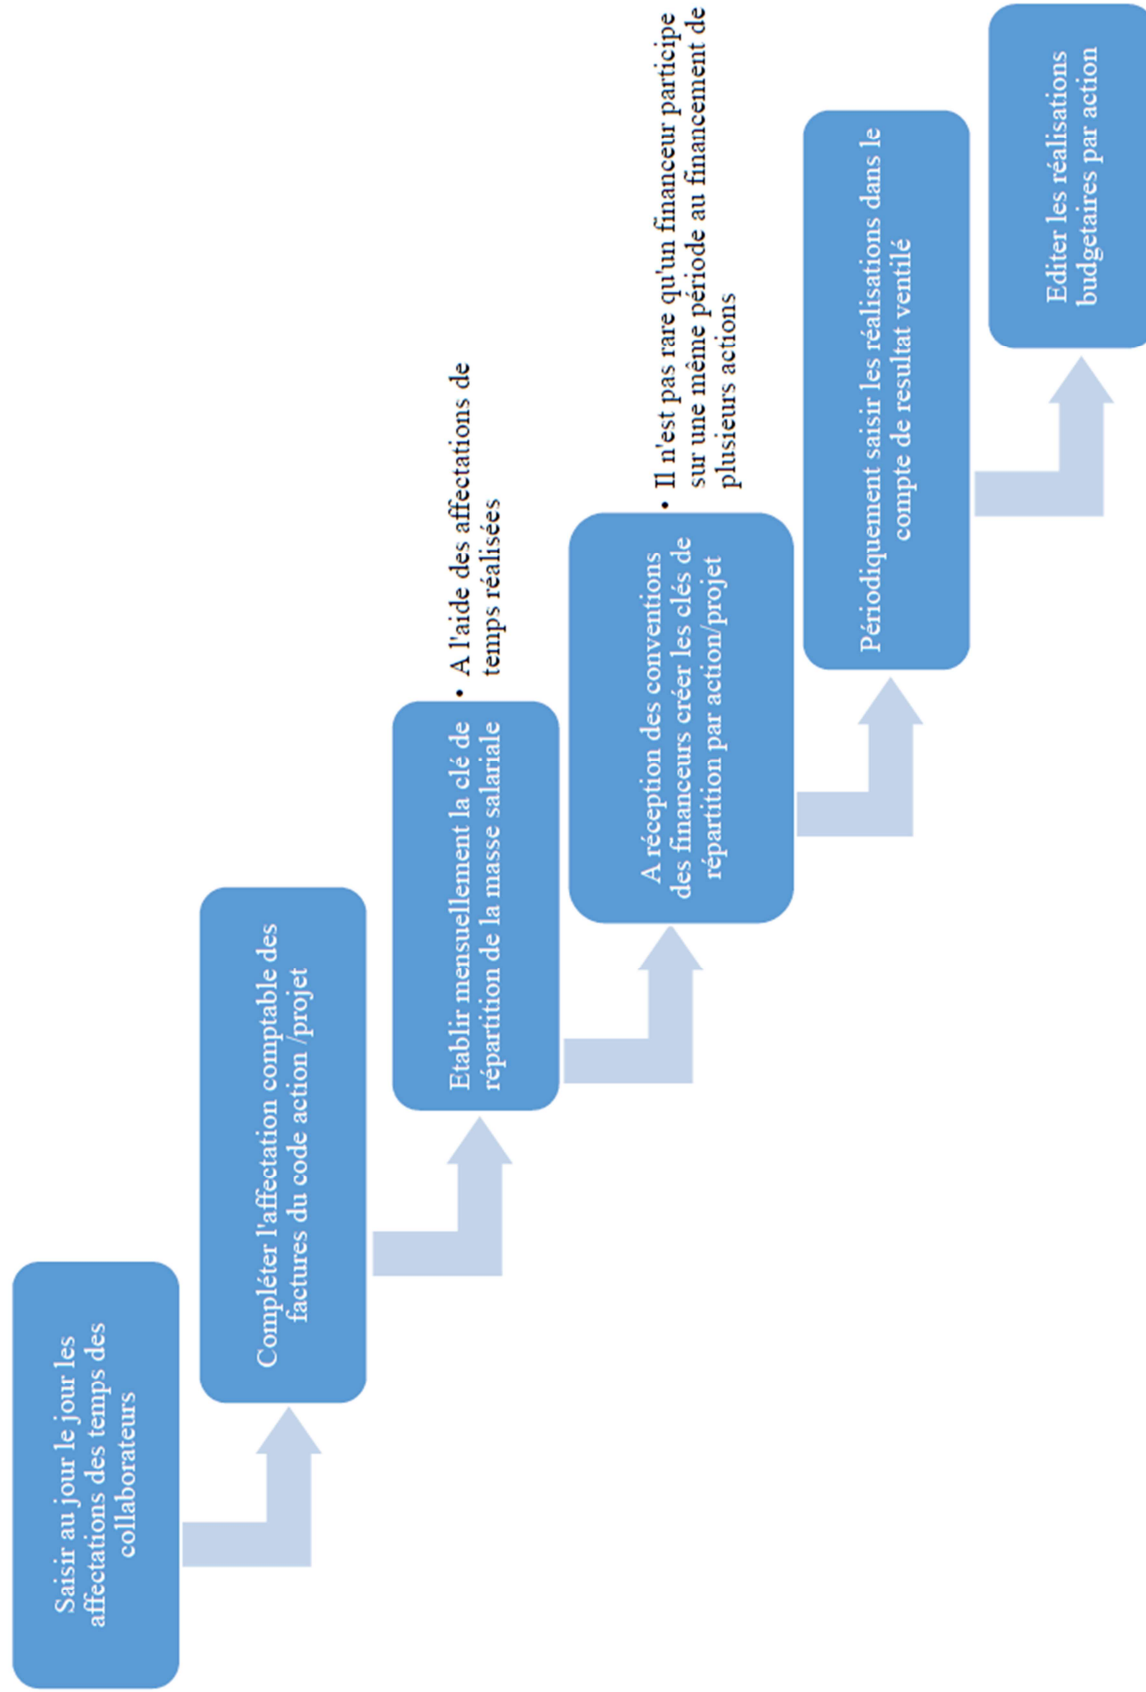 Saisir au jour le jour les
affectations des temps des
collaborateurs
Compléter l'affectation comptable des
factures du code action /projet
Etablir mensuellement la clé de
répartition de la masse salariale
• A l'aide des affectations de
temps réalisées
A réception des conventions
des financeurs créer les clés de
répartition par action/projet
• Il n'est pas rare qu'un financeur participe
sur une même période au financement de
plusieurs actions
Périodiquement saisir les réalisations dans le
compte de resultat ventilé
Editer les réalisations
budgetaires par action